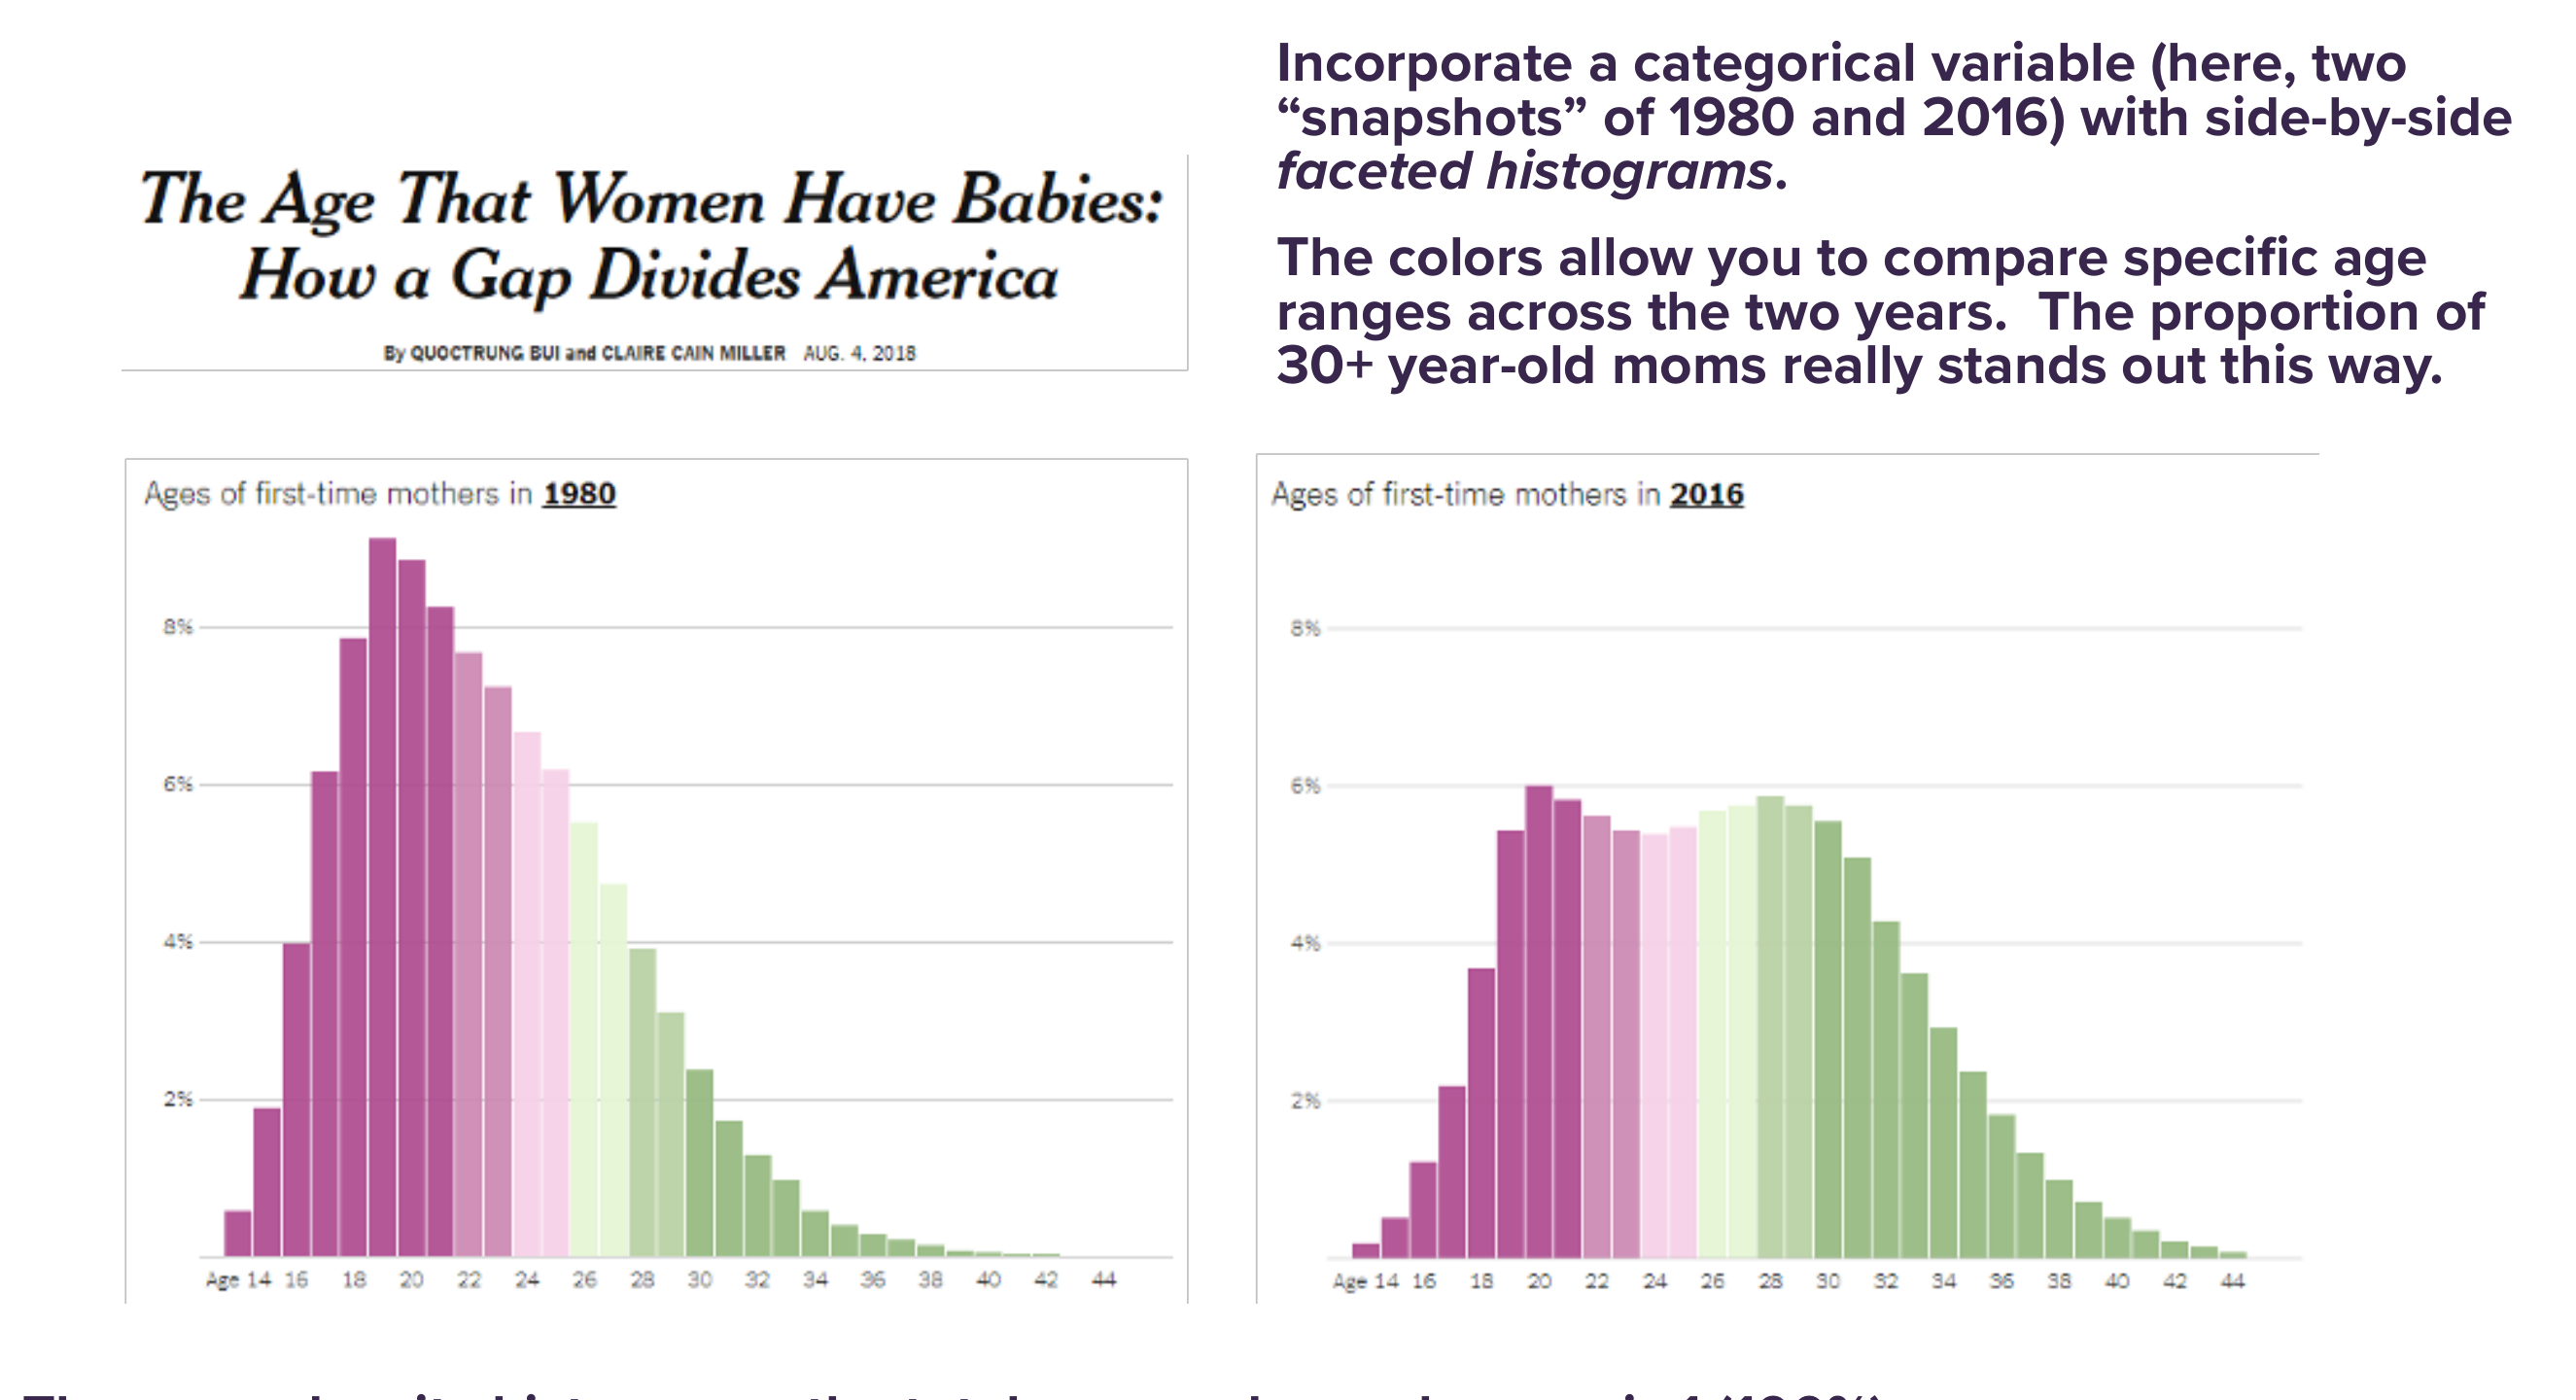 Incorporate a categorical variable (here, two
“snapshots” of 1980 and 2016) with side-by-side
faceted histograms.
The colors allow you to compare specific age
ranges across the two years.  The proportion of
30+ year-old moms really stands out this way.
The Age That Women Have Babies:
How a Gap Divides America
By QUOCTRUNG BUI and CLAIRE CAIN MILLER AUG. 4, 2018
Ages of first-time mothers in 1980
8%
6%
4%
2%
Age 14 16 18 20 22 24 26 28 30 32 34 36 38 40 42 44
Ages of first-time mothers in 2016
8%
6%
4%
2%
Age 14 16 18 20 22 24 26 28 30 32 34 36 38 40 42 44